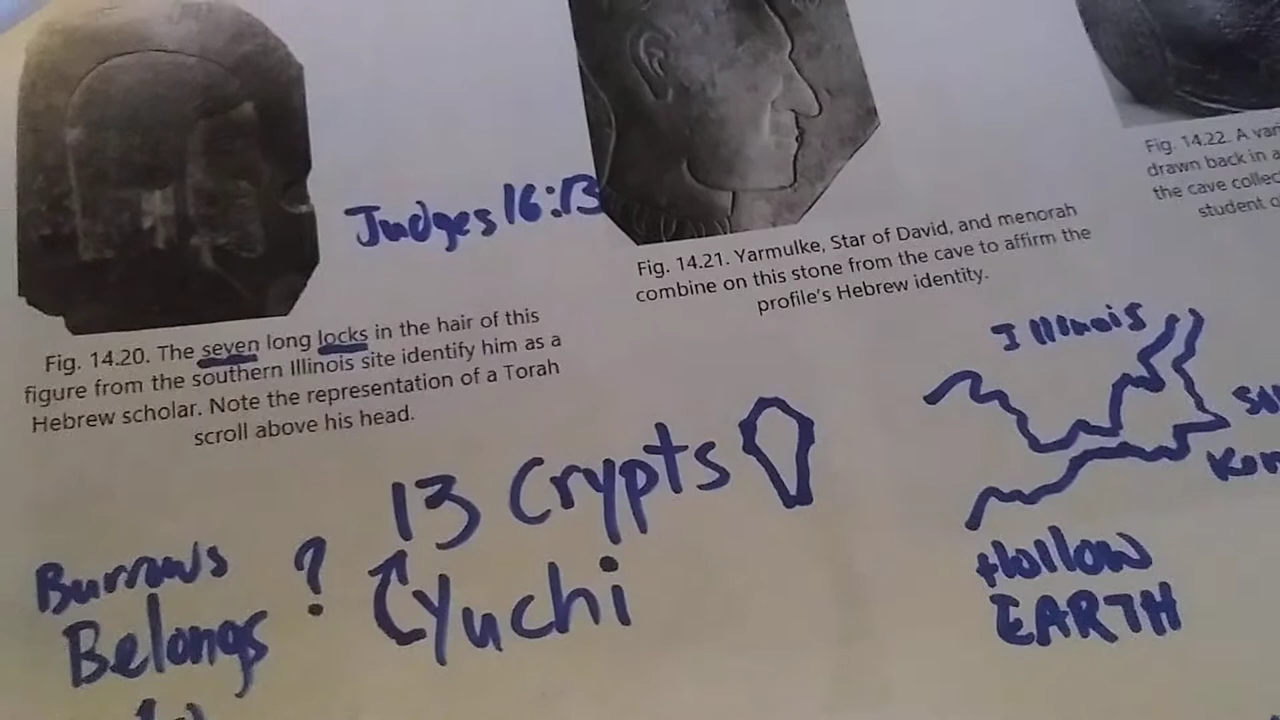 Judges 16:13
Fig. 14.20. The seven long locks in the hair of this
figure from the southern Illinois site identify him as a
Hebrew scholar. Note the representation of a Torah
scroll above his head.
Fig. 14.21. Yarmulke, Star of David, and menorah
combine on this stone from the cave to affirm the
profile's Hebrew identity.
Fig. 14.22. A var
drawn back in a
the cave collec
student o
Illinois
13 Crypts
Yuchi
Burrows
Belongs ?
Hollow
EARTH